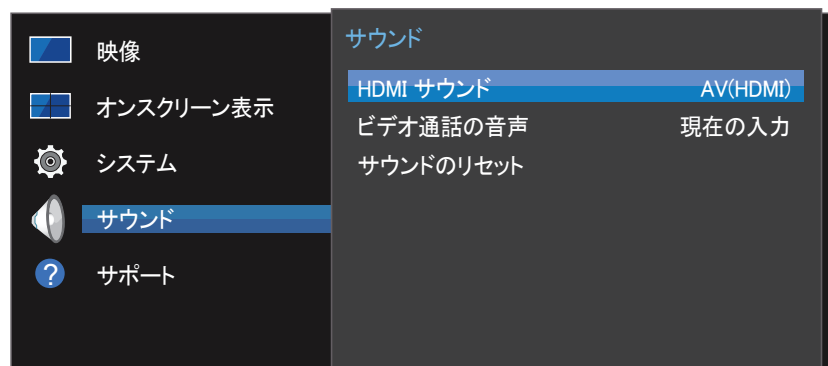 映像
オンスクリーン表示
システム
サウンド
?
サポート
サウンド
HDMI サウンド AV(HDMI)
ビデオ通話の音声 現在の入力
サウンドのリセット